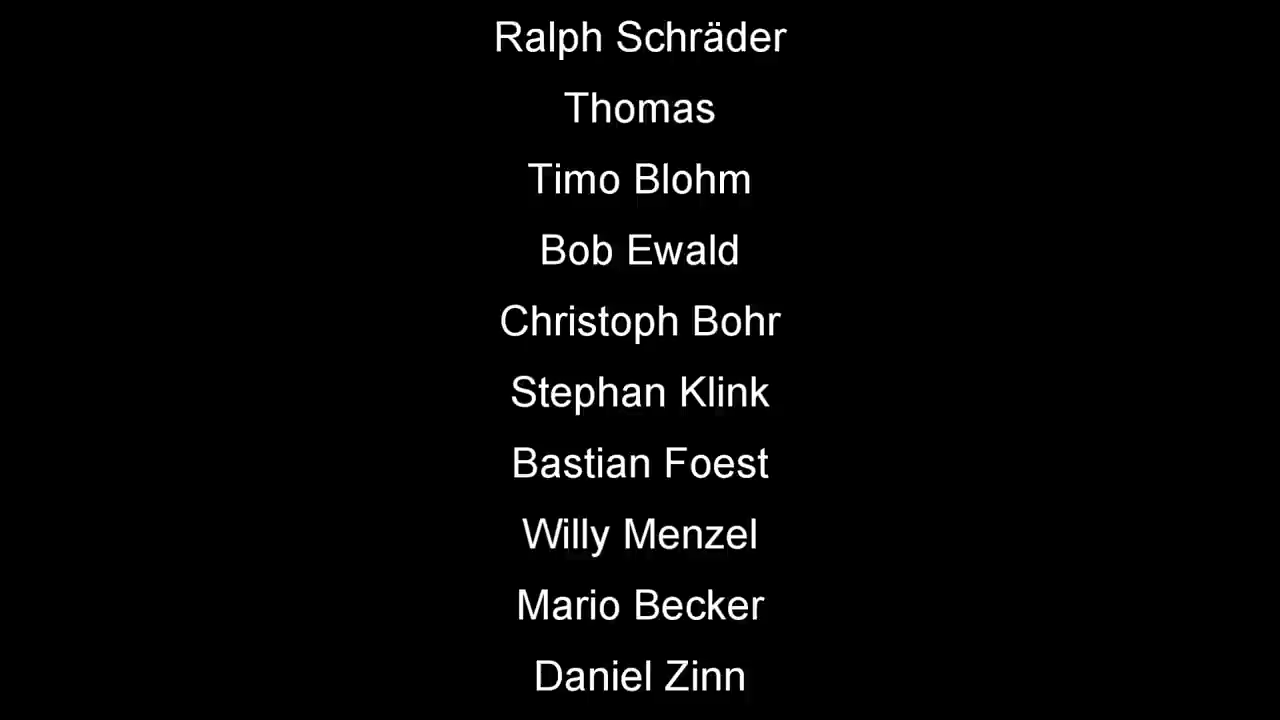 Ralph Schräder
Thomas
Timo Blohm
Bob Ewald
Christoph Bohr
Stephan Klink
Bastian Foest
Willy Menzel
Mario Becker
Daniel Zinn